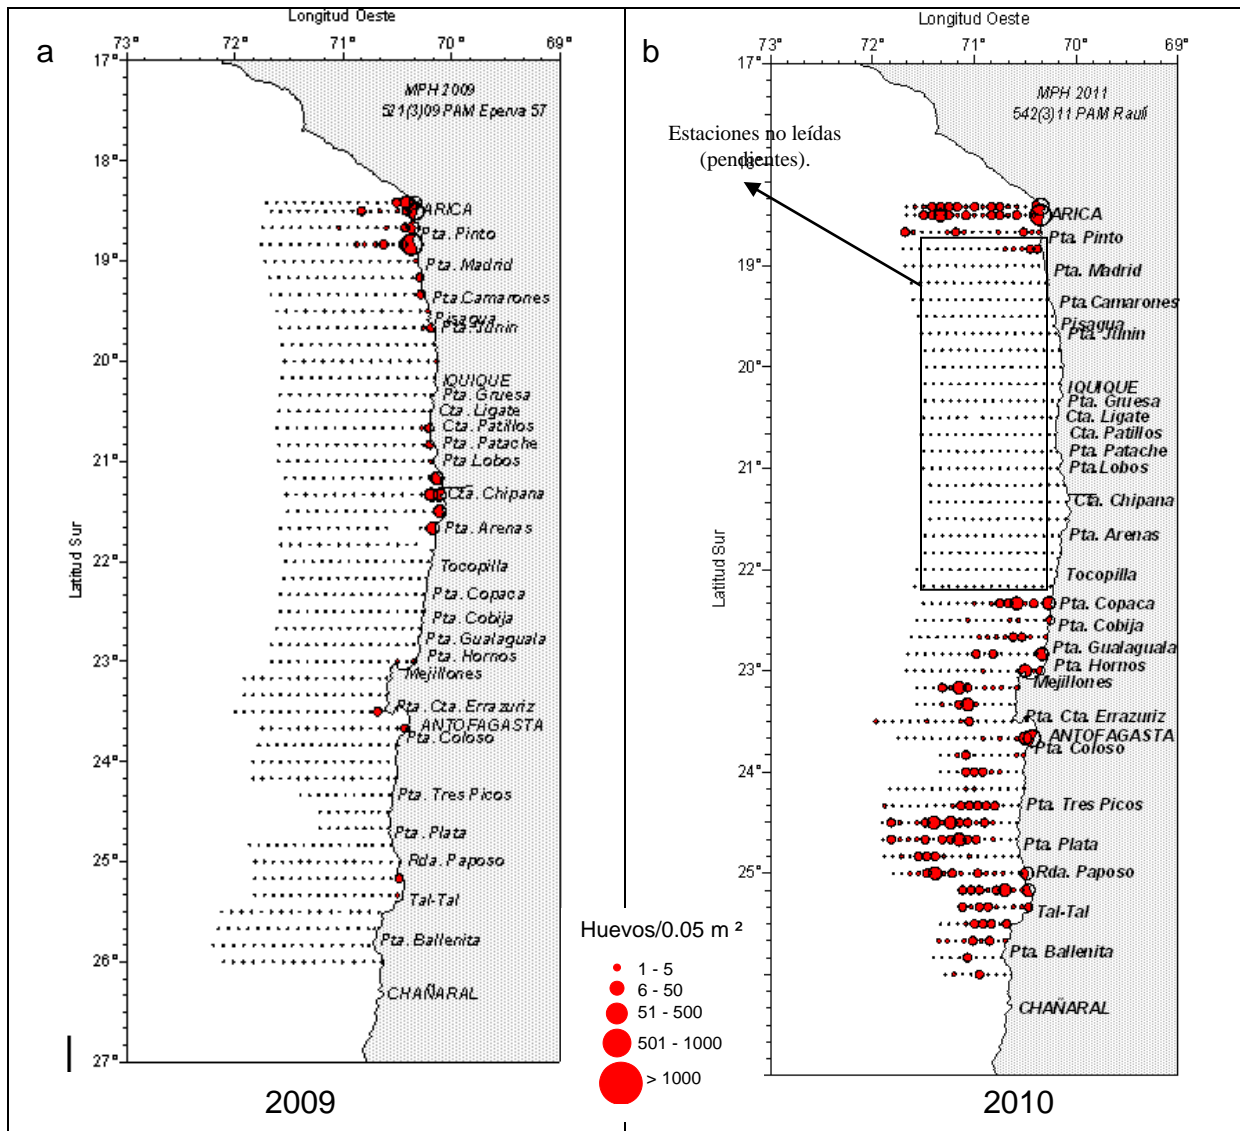 Longitud Oeste
a
73° 72° 71° 70° 69°
17°
18°
19°
20°
21°
22°
23°
24°
25°
26°
27°
Latitud Sur
MPH 2009
521(3)09 PAM Eperva 57
ARICA
Pta. Pinto
Pta. Madrid
Pta. Camarones
Pisagua
Pta. Junin
IQUIQUE
Pta. Gruesa
Cta. Ligate
Cta. Patillos
Pta. Patache
Pta. Lobos
Cta. Chipana
Pta. Arenas
Tocopilla
Pta. Copaca
Pta. Cobija
Pta. Gualaguala
Pta. Hornos
Mejillones
Pta. Cta. Errazuriz
ANTOFAGASTA
Pta. Coloso
Pta. Tres Picos
Pta. Plata
Rda. Paposo
Tal-Tal
Pta. Ballenita
CHAÑARAL
2009
Huevos/0.05 m ²
1 - 5
6 - 50
51 - 500
501 - 1000
> 1000
Longitud Oeste
b
73° 72° 71° 70° 69°
17°
18°
19°
20°
21°
22°
23°
24°
25°
Latitud Sur
MPH 2011
542(3)11 PAM Raulí
Estaciones no leídas
(pendientes).
ARICA
Pta. Pinto
Pta. Madrid
Pta. Camarones
Pisagua
Pta. Junin
IQUIQUE
Pta. Gruesa
Cta. Ligate
Cta. Patillos
Pta. Patache
Pta. Lobos
Cta. Chipana
Pta. Arenas
Tocopilla
Pta. Copaca
Pta. Cobija
Pta. Gualaguala
Pta. Hornos
Mejillones
Pta. Cta. Errazuriz
ANTOFAGASTA
Pta. Coloso
Pta. Tres Picos
Pta. Plata
Rda. Paposo
Tal-Tal
Pta. Ballenita
CHAÑARAL
2010